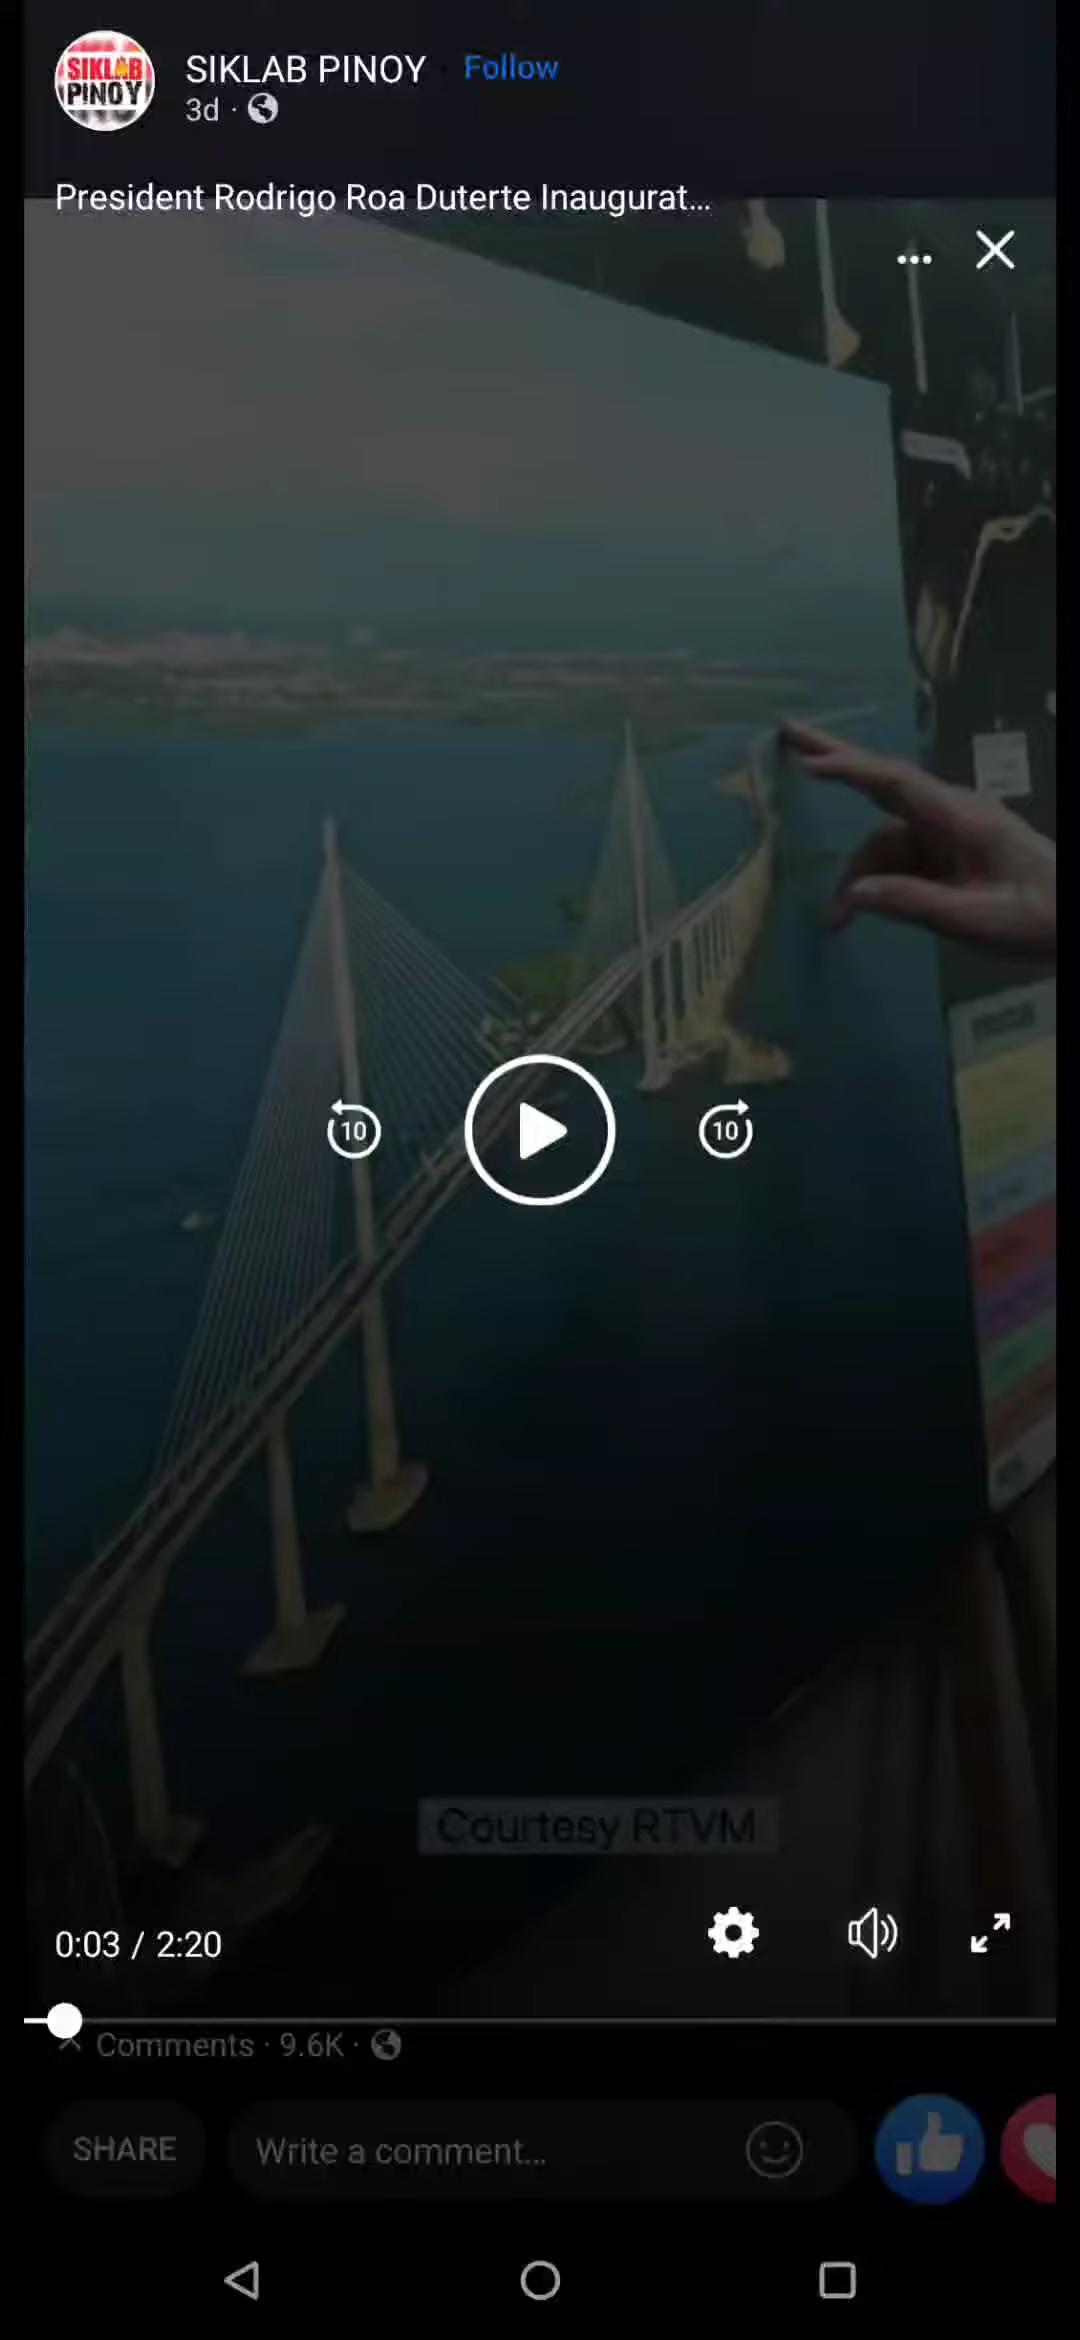 SIKLAB
PINOY
SIKLAB PINOY · Follow
3d ·
President Rodrigo Roa Duterte Inaugurat...
10
10
Courtesy RTVM
0:03 / 2:20
Comments · 9.6K ·
SHARE
Write a comment...